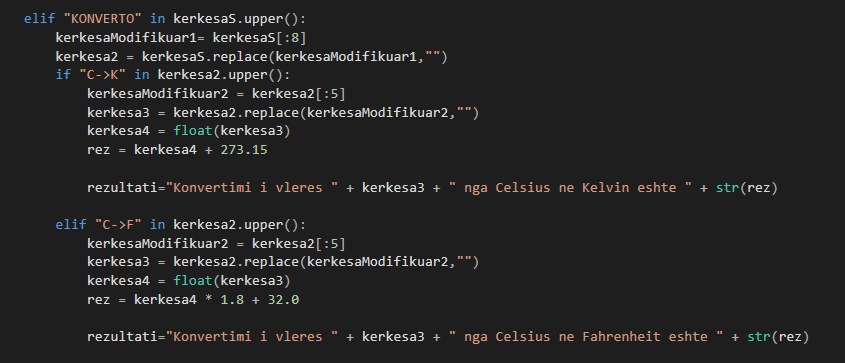 elif "KONVERTO" in kerkesaS.upper():
    kerkesaModifikuar1= kerkesaS[:8]
    kerkesa2 = kerkesaS.replace(kerkesaModifikuar1,"")
    if "C->K" in kerkesa2.upper():
        kerkesaModifikuar2 = kerkesa2[:5]
        kerkesa3 = kerkesa2.replace(kerkesaModifikuar2,"")
        kerkesa4 = float(kerkesa3)
        rez = kerkesa4 + 273.15
        rezultati="Konvertimi i vleres " + kerkesa3 + " nga Celsius ne Kelvin eshte " + str(rez)
    elif "C->F" in kerkesa2.upper():
        kerkesaModifikuar2 = kerkesa2[:5]
        kerkesa3 = kerkesa2.replace(kerkesaModifikuar2,"")
        kerkesa4 = float(kerkesa3)
        rez = kerkesa4 * 1.8 + 32.0
        rezultati="Konvertimi i vleres " + kerkesa3 + " nga Celsius ne Fahrenheit eshte " + str(rez)